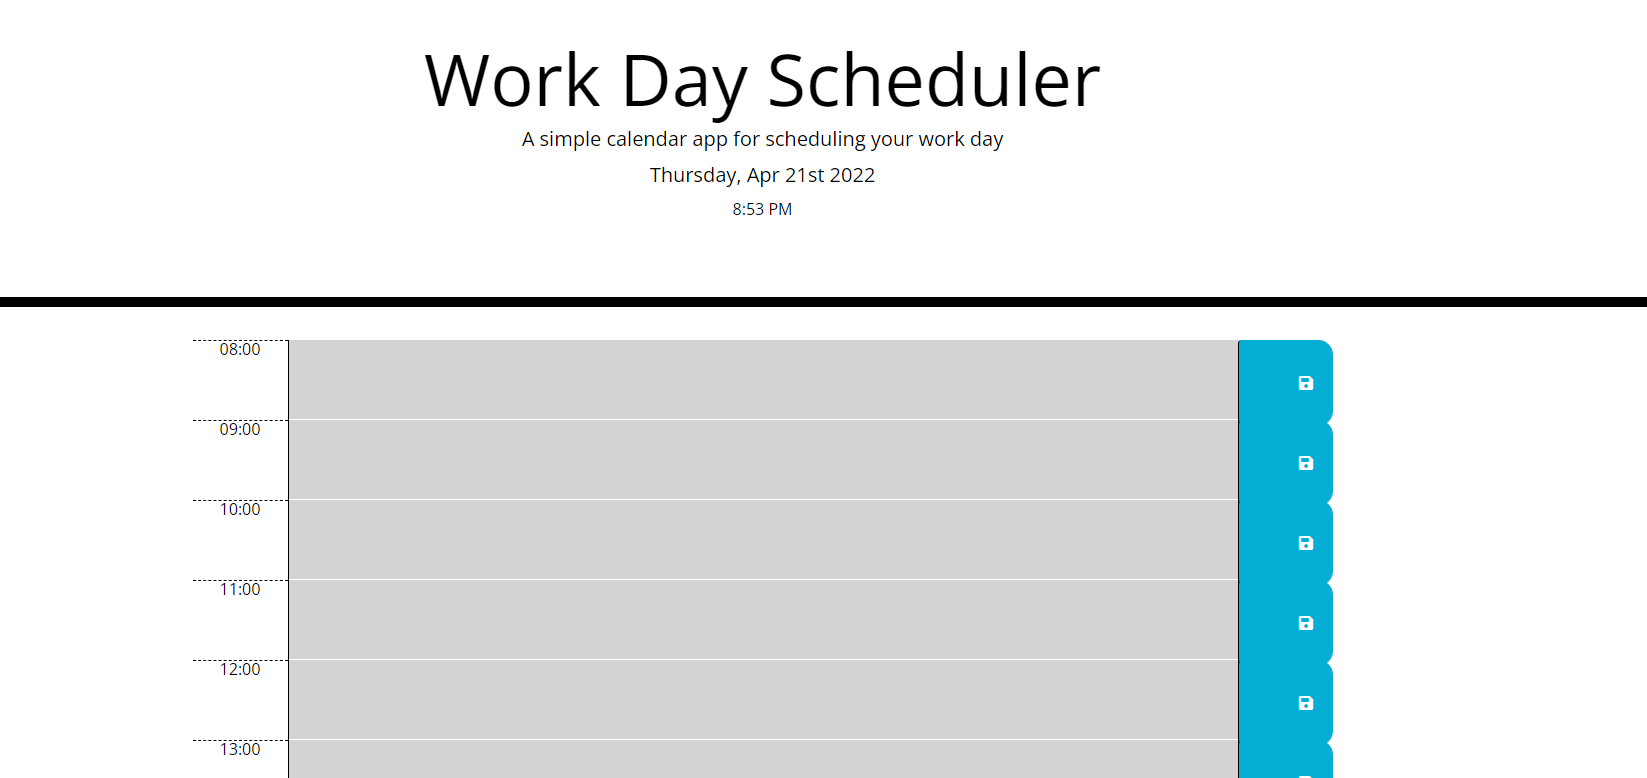 Work Day Scheduler
A simple calendar app for scheduling your work day
Thursday, Apr 21st 2022
8:53 PM
08:00
09:00
10:00
11:00
12:00
13:00